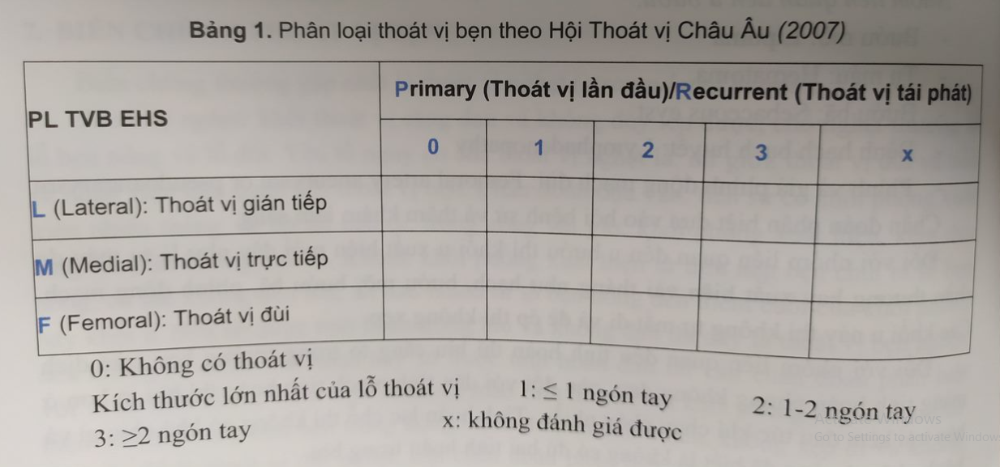 Bảng 1. Phân loại thoát vị bẹn theo Hội Thoát vị Châu Âu (2007)
PL TVB EHS
Primary (Thoát vị lần đầu)/Recurrent (Thoát vị tái phát)
0 1 2 3 x
L (Lateral): Thoát vị gián tiếp
M (Medial): Thoát vị trực tiếp
F (Femoral): Thoát vị đùi
0: Không có thoát vị
Kích thước lớn nhất của lỗ thoát vị 1: ≤ 1 ngón tay 2: 1-2 ngón tay
3: ≥2 ngón tay x: không đánh giá được
Activate Windows
Go to Settings to activate Windows